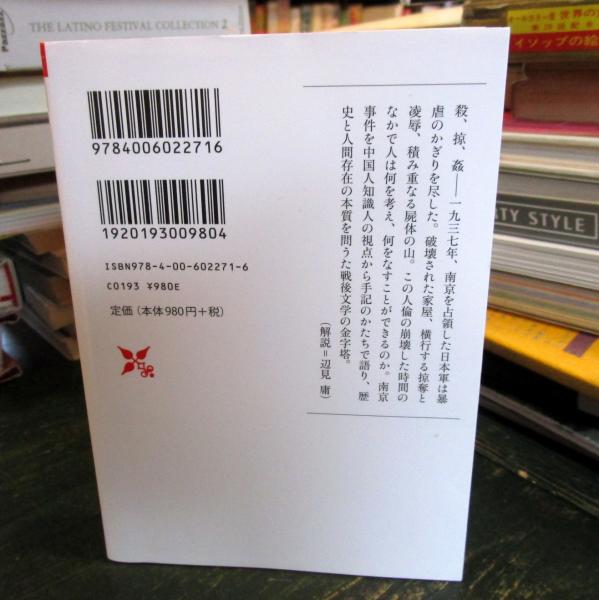 THE LATINO FESTIVAL COLLECTION 2
イソップの絵
STY STYLE
9784006022716
1920193009804
ISBN978-4-00-602271-6
C0193 ¥980E
定価(本体980円+税)
殺、掠、姦――一九三七年、南京を占領した日本軍は暴
虐のかぎりを尽した。破壊された家屋、横行する掠奪と
凌辱、積み重なる屍体の山。この人倫の崩壊した時間の
なかで人は何を考え、何をなすことができるのか。南京
事件を中国人知識人の視点から手記のかたちで語り、歴
史と人間存在の本質を問うた戦後文学の金字塔。
(解説=辺見 庸)